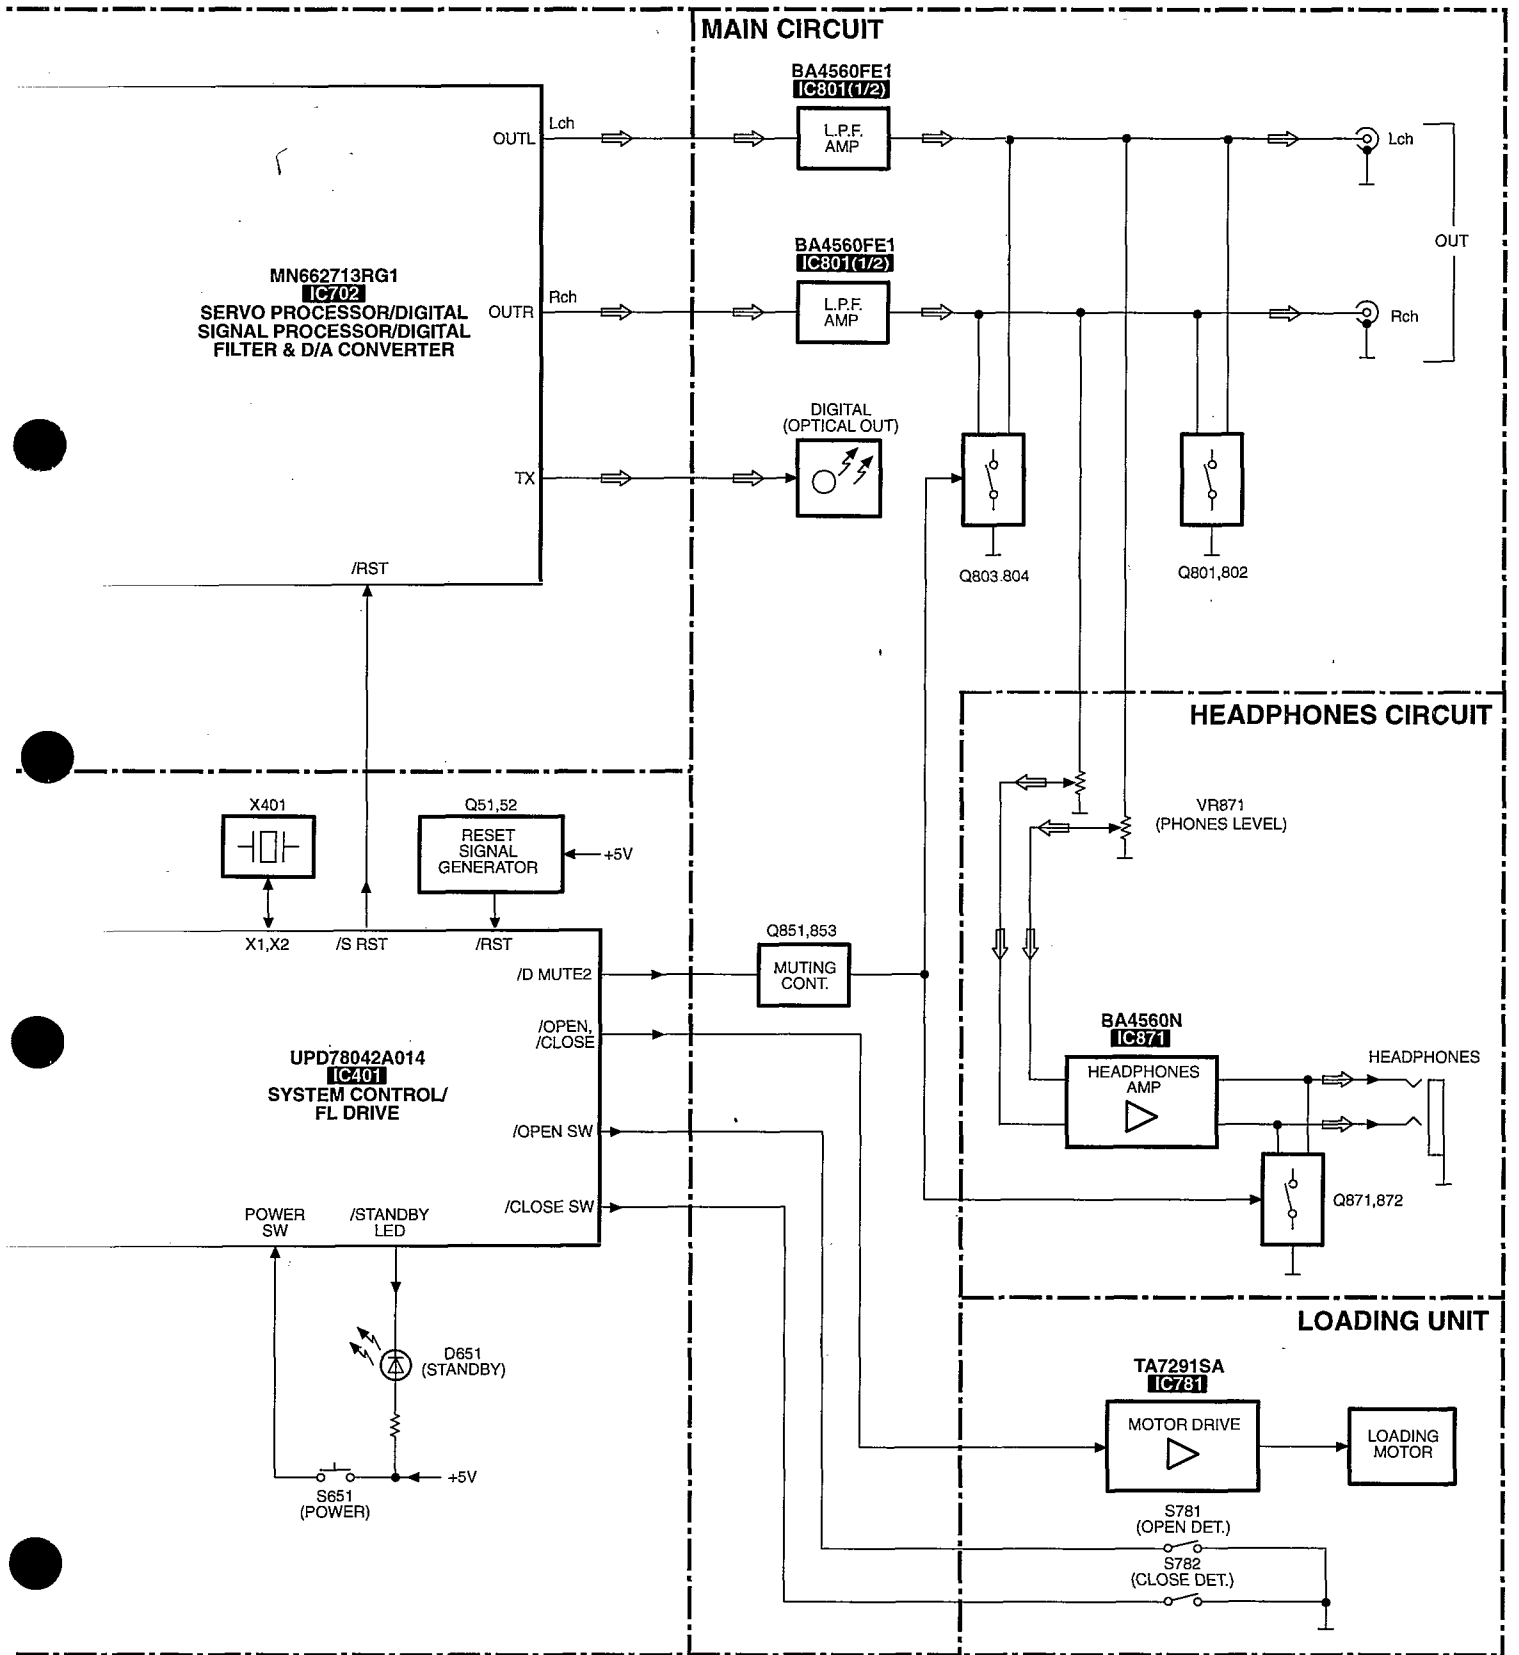 MAIN CIRCUIT
BA4560FE1
IC801(1/2)
L.P.F.
AMP
OUTL
Lch
Lch
OUT
BA4560FE1
IC801(1/2)
L.P.F.
AMP
OUTR
Rch
Rch
MN662713RG1
IC702
SERVO PROCESSOR/DIGITAL
SIGNAL PROCESSOR/DIGITAL
FILTER & D/A CONVERTER
DIGITAL
(OPTICAL OUT)
TX
/RST
Q803.804
Q801,802
HEADPHONES CIRCUIT
VR871
(PHONES LEVEL)
X401
Q51,52
RESET
SIGNAL
GENERATOR
+5V
X1,X2
/S RST
/RST
Q851,853
MUTING
CONT.
/D MUTE2
/OPEN,
/CLOSE
UPD78042A014
IC401
SYSTEM CONTROL/
FL DRIVE
/OPEN SW
/CLOSE SW
POWER
SW
/STANDBY
LED
BA4560N
IC871
HEADPHONES
AMP
HEADPHONES
Q871,872
D651
(STANDBY)
+5V
S651
(POWER)
LOADING UNIT
TA7291SA
IC781
MOTOR DRIVE
LOADING
MOTOR
S781
(OPEN DET.)
S782
(CLOSE DET.)